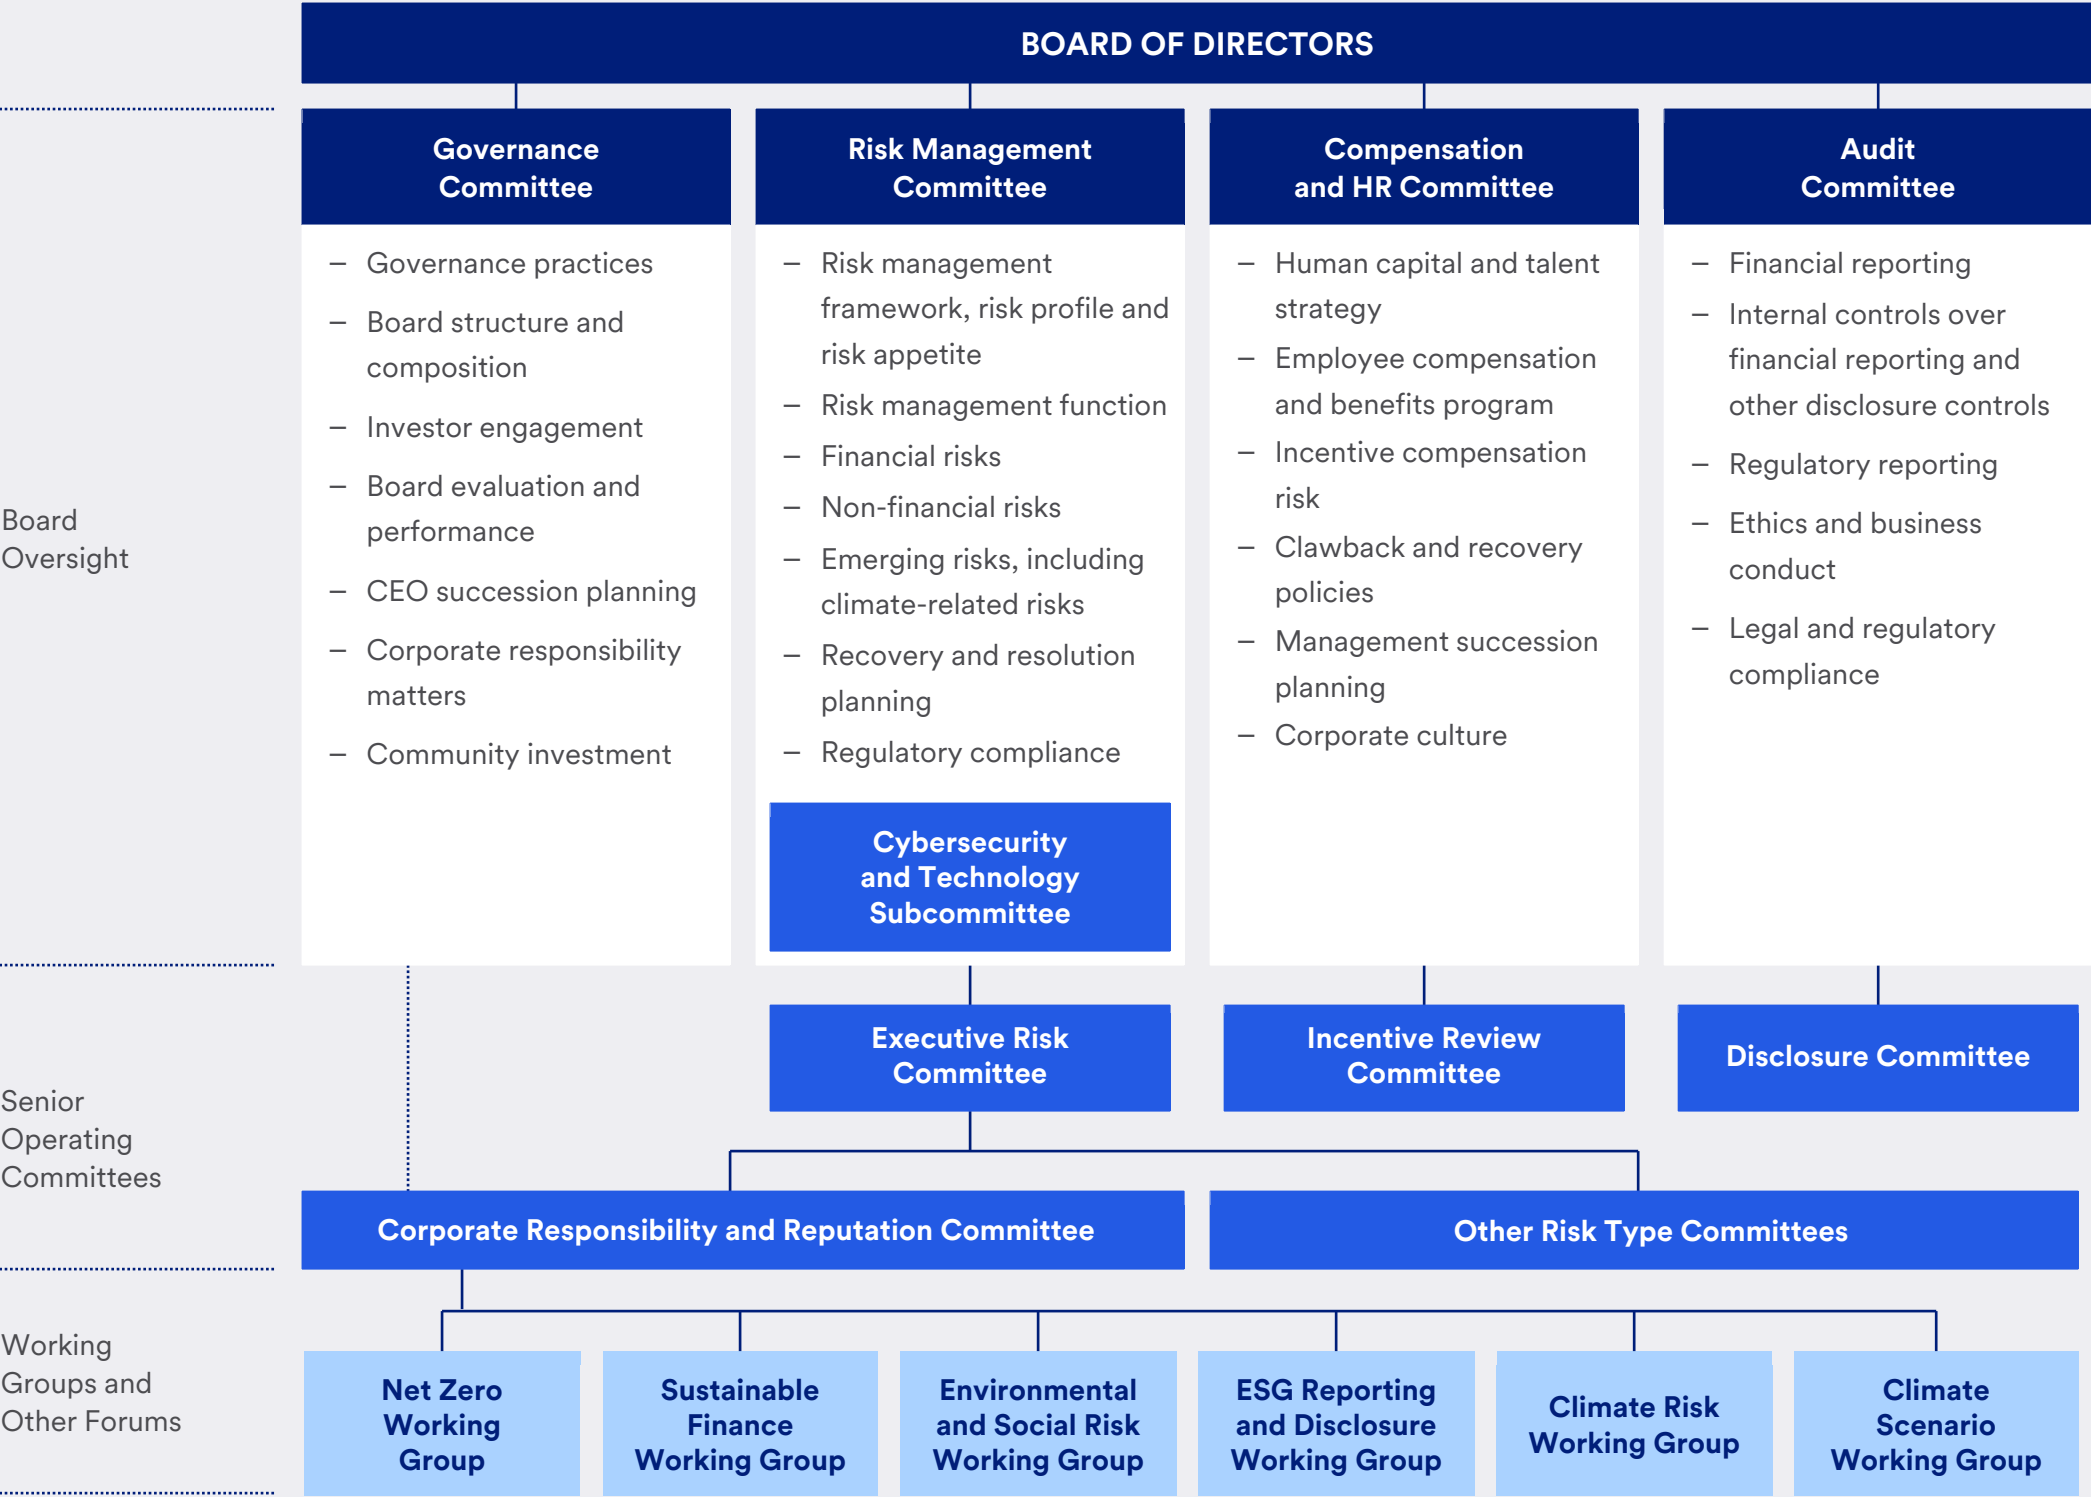 BOARD OF DIRECTORS
Board
Oversight
Governance
Committee
– Governance practices
– Board structure and
composition
– Investor engagement
– Board evaluation and
performance
– CEO succession planning
– Corporate responsibility
matters
– Community investment
Risk Management
Committee
– Risk management
framework, risk profile and
risk appetite
– Risk management function
– Financial risks
– Non-financial risks
– Emerging risks, including
climate-related risks
– Recovery and resolution
planning
– Regulatory compliance
Cybersecurity
and Technology
Subcommittee
Compensation
and HR Committee
– Human capital and talent
strategy
– Employee compensation
and benefits program
– Incentive compensation
risk
– Clawback and recovery
policies
– Management succession
planning
– Corporate culture
Audit
Committee
– Financial reporting
– Internal controls over
financial reporting and
other disclosure controls
– Regulatory reporting
– Ethics and business
conduct
– Legal and regulatory
compliance
Senior
Operating
Committees
Executive Risk
Committee
Incentive Review
Committee
Disclosure Committee
Corporate Responsibility and Reputation Committee
Other Risk Type Committees
Working
Groups and
Other Forums
Net Zero
Working
Group
Sustainable
Finance
Working Group
Environmental
and Social Risk
Working Group
ESG Reporting
and Disclosure
Working Group
Climate Risk
Working Group
Climate
Scenario
Working Group